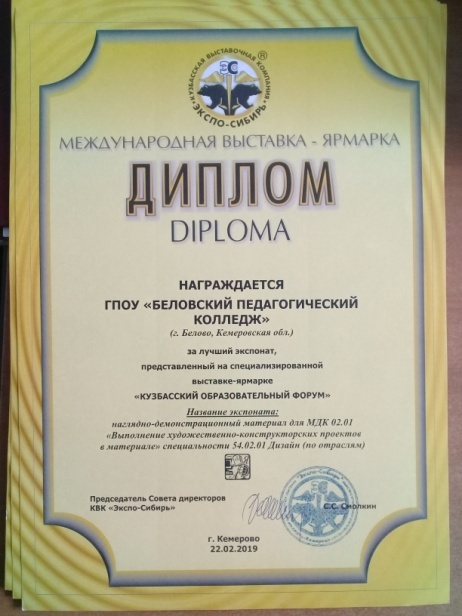 КУЗБАССКАЯ ВЫСТАВОЧНАЯ КОМПАНИЯ
®
ЭС
"ЭКСПО-СИБИРЬ"
МЕЖДУНАРОДНАЯ ВЫСТАВКА - ЯРМАРКА
ДИПЛОМ
DIPLOMA
НАГРАЖДАЕТСЯ
ГПОУ «БЕЛОВСКИЙ ПЕДАГОГИЧЕСКИЙ
КОЛЛЕДЖ»
(г. Белово, Кемеровская обл.)
за лучший экспонат,
представленный на специализированной
выставке-ярмарке
«КУЗБАССКИЙ ОБРАЗОВАТЕЛЬНЫЙ ФОРУМ»
Название экспоната:
наглядно-демонстрационный материал для МДК 02.01
«Выполнение художественно-конструкторских проектов
в материале» специальности 54.02.01 Дизайн (по отраслям)
Председатель Совета директоров
КВК «Экспо-Сибирь»
С.С. Смолкин
г. Кемерово
22.02.2019